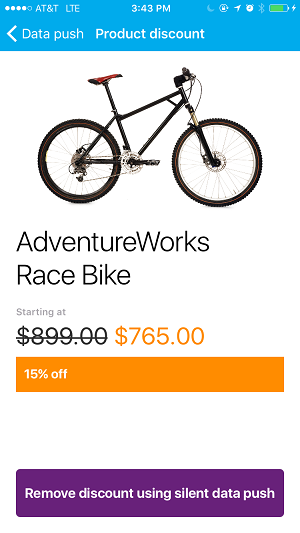 AT&T LTE 3:43 PM
Data push Product discount
AdventureWorks
Race Bike
Starting at
$899.00 $765.00
15% off
Remove discount using silent data push